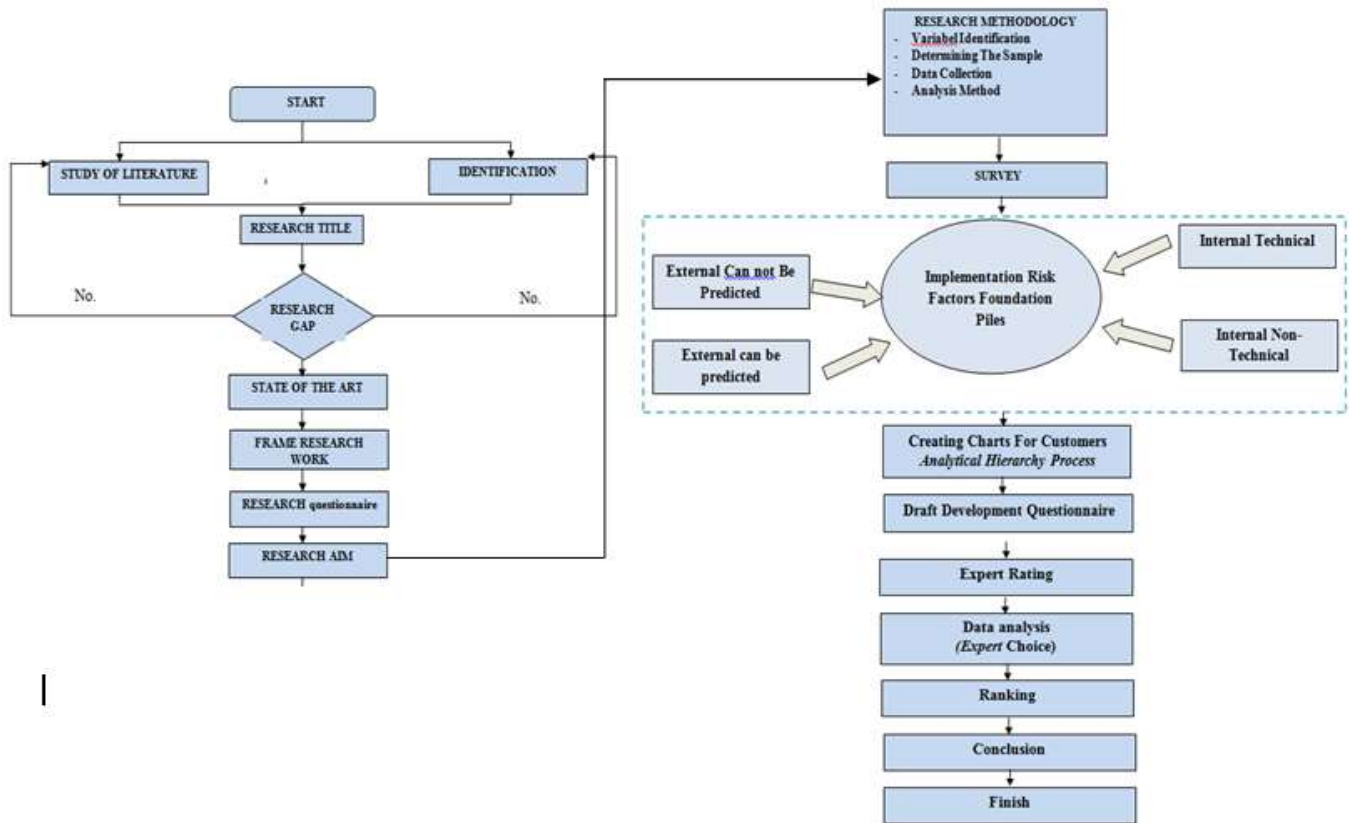 START
STUDY OF LITERATURE
IDENTIFICATION
RESEARCH TITLE
No.
RESEARCH
GAP
No.
STATE OF THE ART
FRAME RESEARCH
WORK
RESEARCH questionnaire
RESEARCH AIM
RESEARCH METHODOLOGY
- Variabel Identification
- Determining The Sample
- Data Collection
- Analysis Method
SURVEY
External Can not Be
Predicted
External can be
predicted
Implementation Risk
Factors Foundation
Piles
Internal Technical
Internal Non-
Technical
Creating Charts For Customers
Analytical Hierarchy Process
Draft Development Questionnaire
Expert Rating
Data analysis
(Expert Choice)
Ranking
Conclusion
Finish